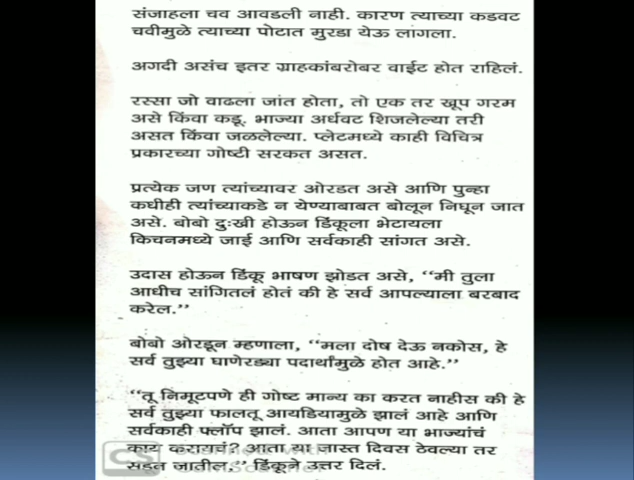 संजाहला चव आवडली नाही. कारण त्याच्या कडवट
चवीमुळे त्याच्या पोटात मुरडा येऊ लागला.
अगदी असंच इतर ग्राहकांबरोबर वाईट होत राहिलं.
रस्सा जो वाढला जांत होता, तो एक तर खूप गरम
असे किंवा कडू. भाज्या अर्धवट शिजलेल्या तरी
असत किंवा जळलेल्या. प्लेटमध्ये काही विचित्र
प्रकारच्या गोष्टी सरकत असत.
प्रत्येक जण त्यांच्यावर ओरडत असे आणि पुन्हा
कधीही त्यांच्याकडे न येण्याबाबत बोलून निघून जात
असे. बोबो दुःखी होऊन डिंकूला भेटायला
किचनमध्ये जाई आणि सर्वकाही सांगत असे.
उदास होऊन डिंकू भाषण झोडत असे, “मी तुला
आधीच सांगितलं होतं की हे सर्व आपल्याला बरबाद
करेल.”
बोबो ओरडून म्हणाला, “मला दोष देऊ नकोस, हे
सर्व तुझ्या घाणेरड्या पदार्थांमुळे होत आहे.”
“तू निमूटपणे ही गोष्ट मान्य का करत नाहीस की हे
सर्व तुझ्या फालतू आयडियामुळे झालं आहे आणि
सर्वकाही फ्लॉप झालं. आता आपण या भाज्यांचं
काय करायचं? आता या जास्त दिवस ठेवल्या तर
सडून जातील,” डिंकूने उत्तर दिलं.
CS